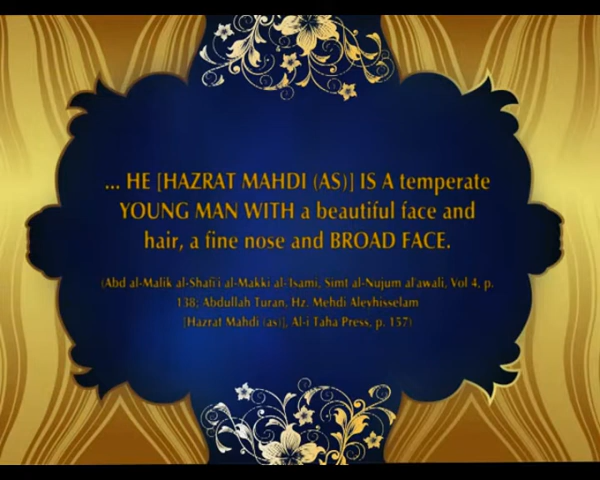 ... HE [HAZRAT MAHDI (AS)] IS A temperate
YOUNG MAN WITH a beautiful face and
hair, a fine nose and BROAD FACE.
(Abd al-Malik al-Shafi'i al-Makki al-'Isami, Simt al-Nujum al'awali, Vol 4, p.
138; Abdullah Turan, Hz. Mehdi Aleyhisselam
[Hazrat Mahdi (as)], Al-i Taha Press, p. 157)